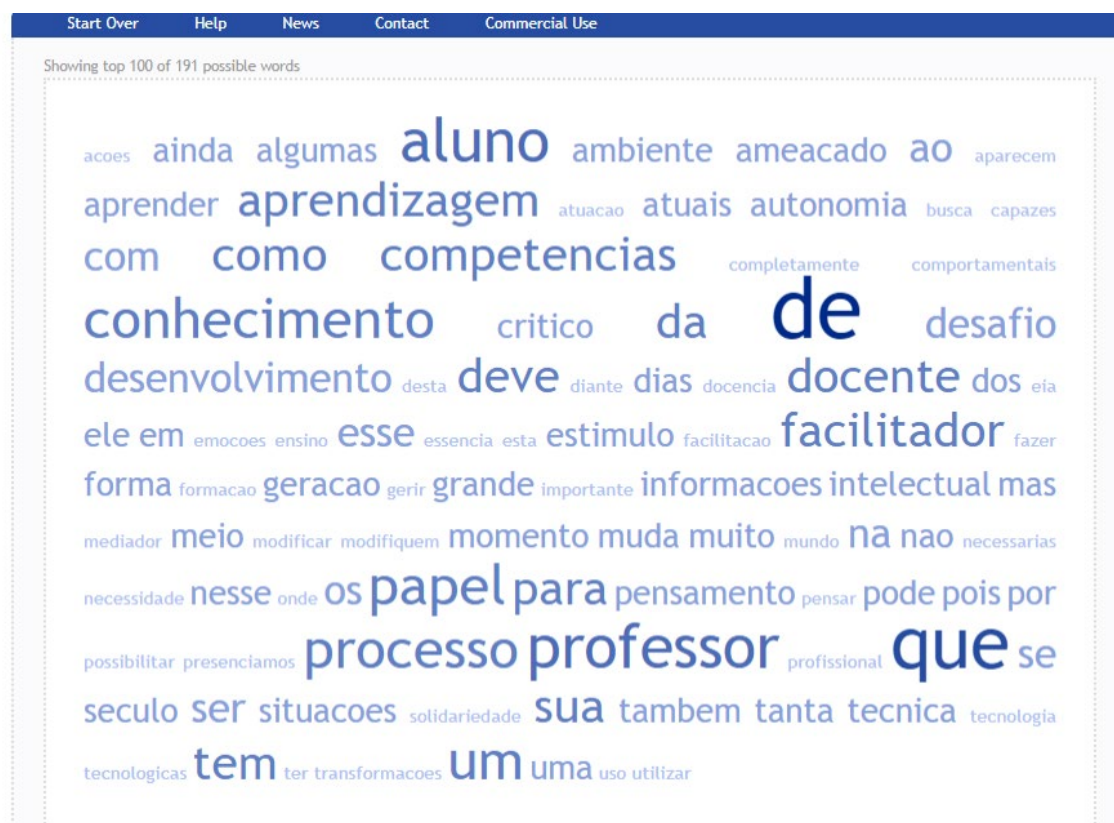 Start Over Help News Contact Commercial Use
Showing top 100 of 191 possible words
acoes ainda algumas aluno ambiente ameacado ao aparecem
aprender aprendizagem atuacao atuais autonomia busca capazes
com como competencias completamente comportamentais
conhecimento critico da de desafio
desenvolvimento desta deve diante dias docencia docente dos eia
ele em emocoes ensino esse essencia esta estimulo facilitacao facilitador fazer
forma formacao geracao gerir grande importante informacoes intelectual mas
mediador meio modificar modifiquem momento muda muito mundo na nao necessarias
necessidade nesse onde os papel para pensamento pensar pode pois por
possibilitar presenciamos processo professor profissional que se
seculo ser situacoes solidariedade sua tambem tanta tecnica tecnologia
tecnologicas tem ter transformacoes um uma uso utilizar